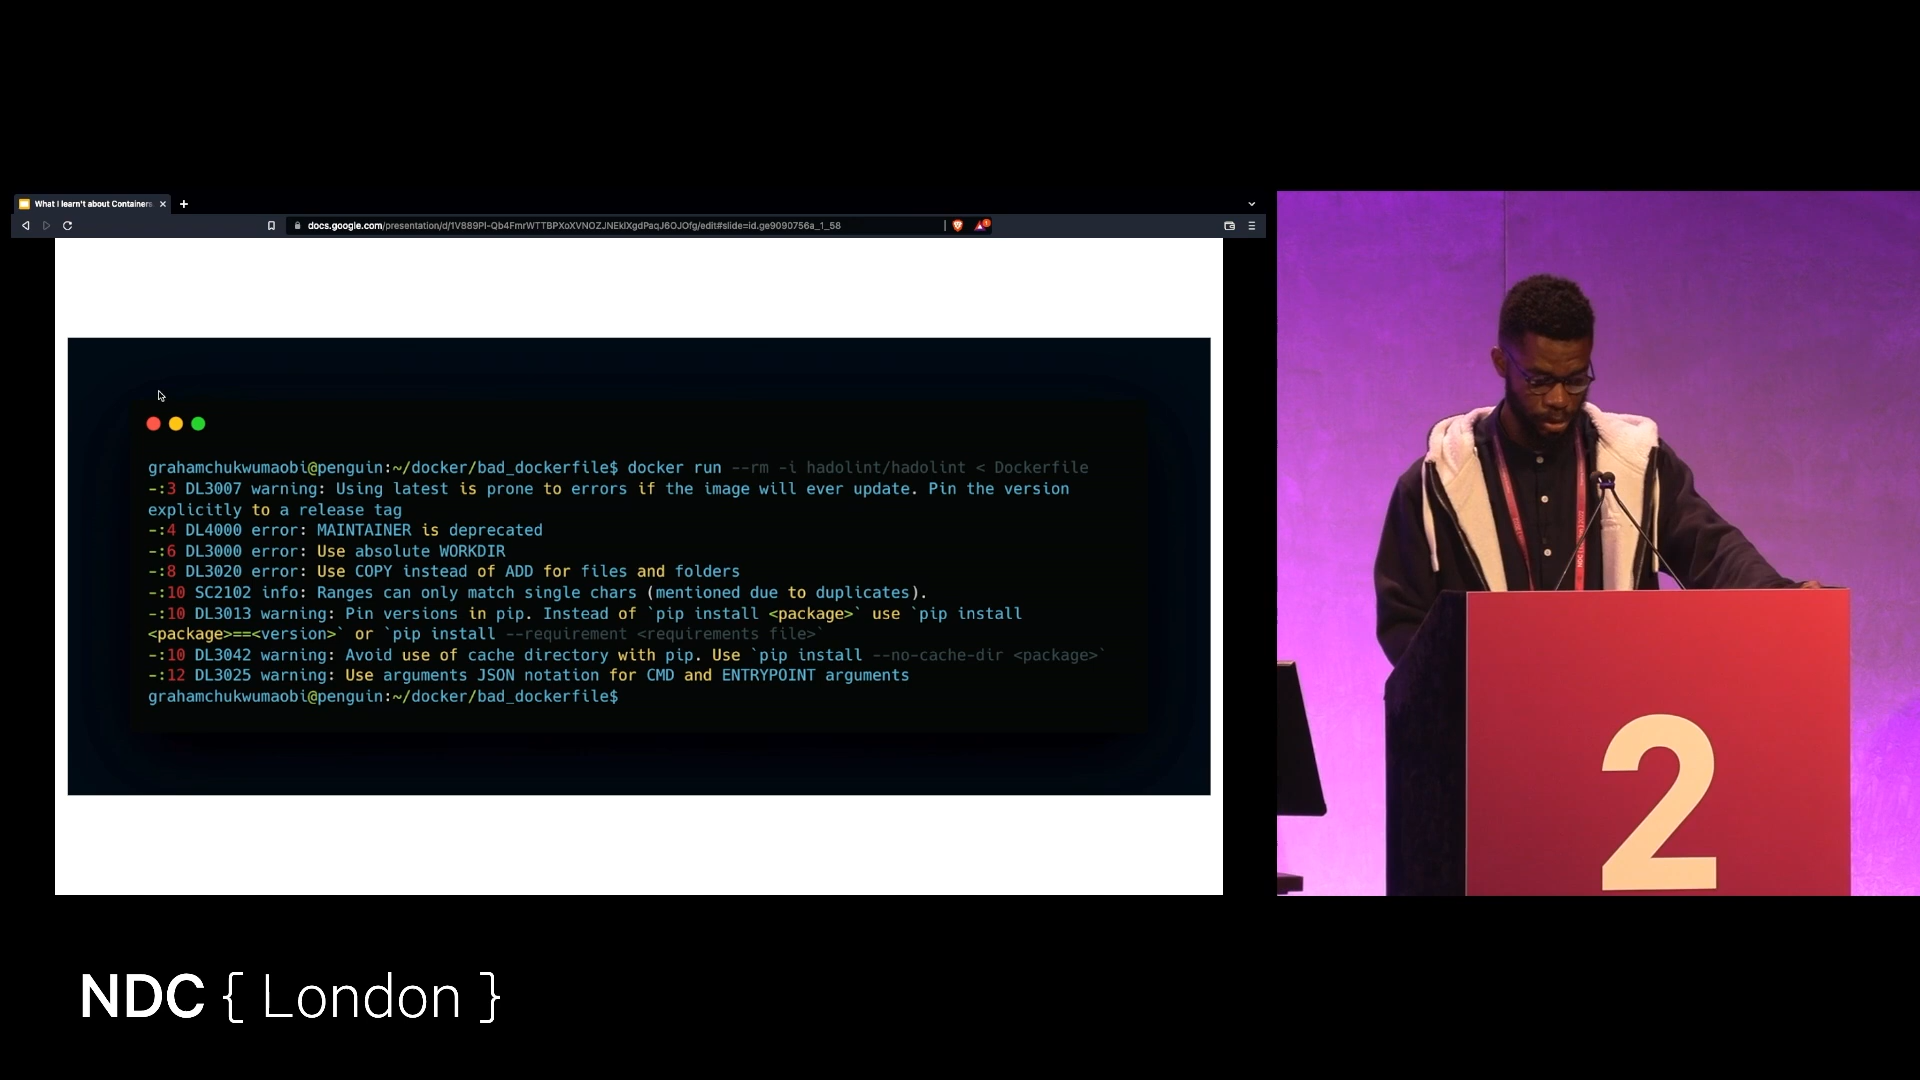 What I learn't about Containers
docs.google.com/presentation/d/1V889Pl-Qb4FmrWTTBPXoXVNOZJNEklXgdPaqJ6OJOfg/edit#slide=id.ge9090756a_1_58
grahamchukwumaobi@penguin:~/docker/bad_dockerfile$ docker run --rm -i hadolint/hadolint < Dockerfile
-:3 DL3007 warning: Using latest is prone to errors if the image will ever update. Pin the version
explicitly to a release tag
-:4 DL4000 error: MAINTAINER is deprecated
-:6 DL3000 error: Use absolute WORKDIR
-:8 DL3020 error: Use COPY instead of ADD for files and folders
-:10 SC2102 info: Ranges can only match single chars (mentioned due to duplicates).
-:10 DL3013 warning: Pin versions in pip. Instead of `pip install <package>` use `pip install
<package>==<version>` or `pip install --requirement <requirements file>`
-:10 DL3042 warning: Avoid use of cache directory with pip. Use `pip install --no-cache-dir <package>`
-:12 DL3025 warning: Use arguments JSON notation for CMD and ENTRYPOINT arguments
grahamchukwumaobi@penguin:~/docker/bad_dockerfile$
2
NDC { London }